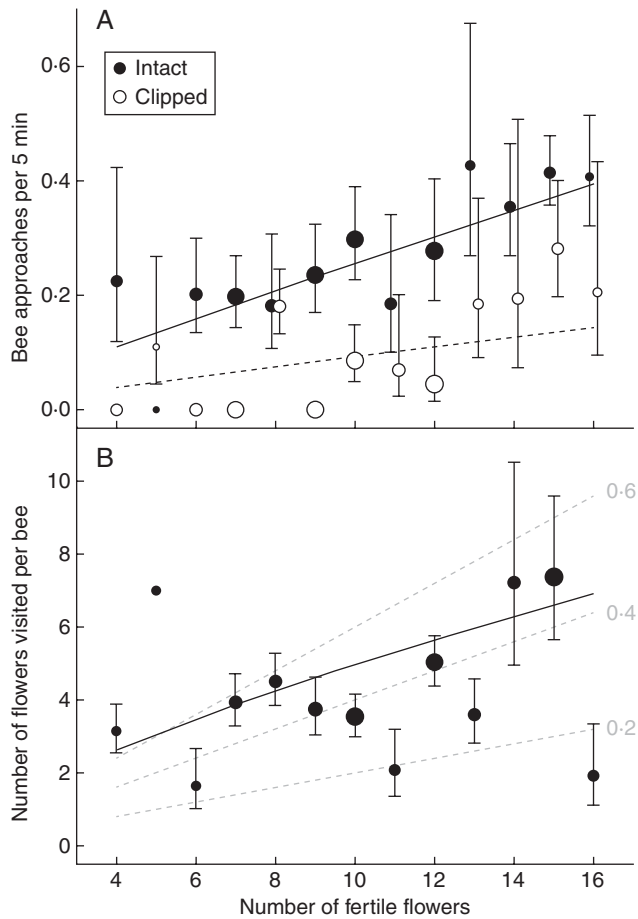 A
Intact
Clipped
Bee approaches per 5 min
0·6
0·4
0·2
0·0
B
Number of flowers visited per bee
10
8
6
4
2
0
0·6
0·4
0·2
4 6 8 10 12 14 16
Number of fertile flowers